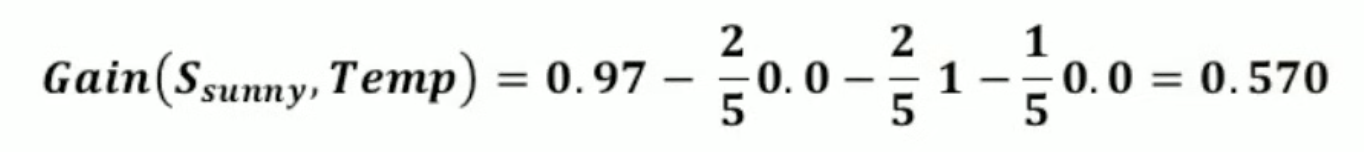 Gain(S_sunny, Temp) = 0.97 − 2/5 0.0 − 2/5 1 − 1/5 0.0 = 0.570